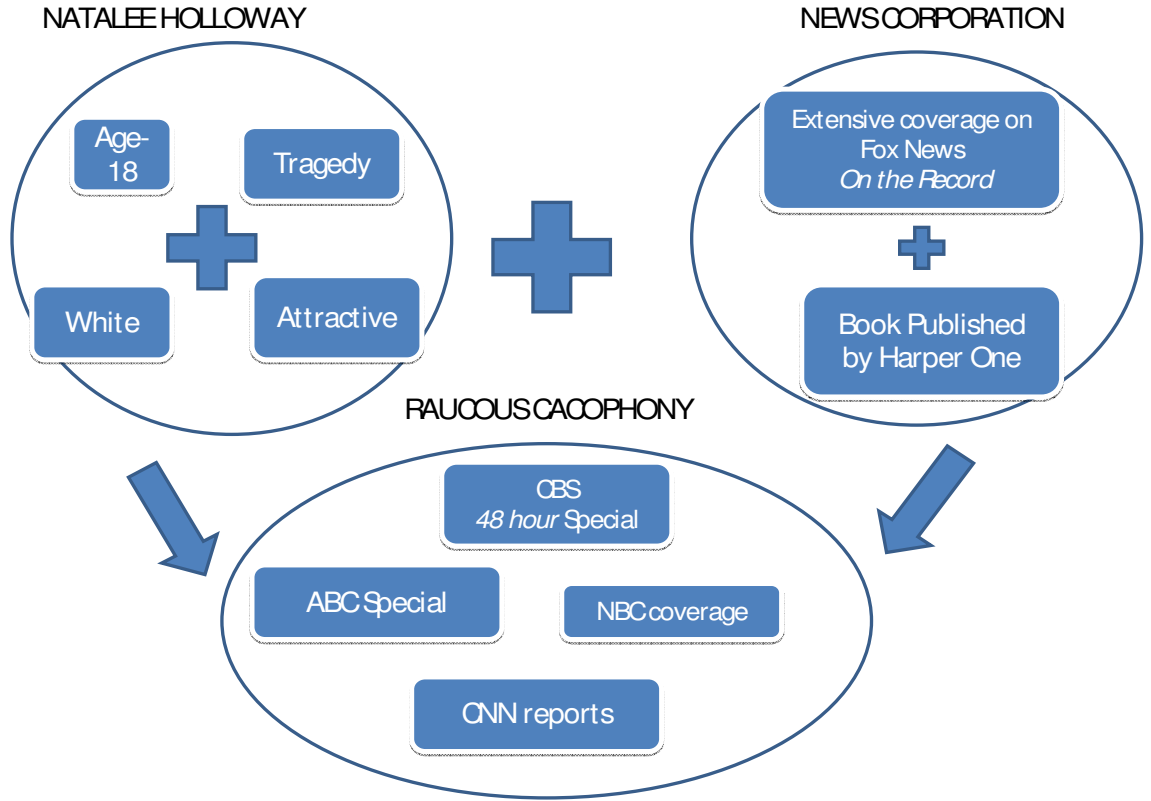 NATALEE HOLLOWAY
NEWS CORPORATION
Age-
18
Tragedy
White
Attractive
Extensive coverage on
Fox News
On the Record
Book Published
by Harper One
RAUCOUS CACOPHONY
CBS
48 hour Special
ABC Special
NBC coverage
CNN reports